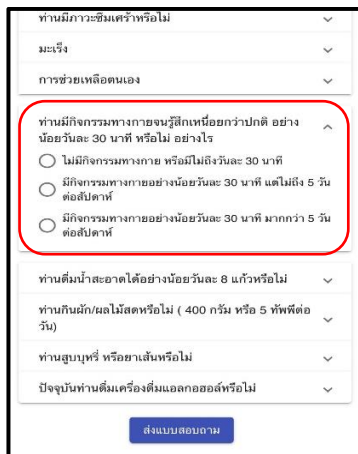 ท่านมีภาวะซึมเศร้าหรือไม่
มะเร็ง
การช่วยเหลือตนเอง
ท่านมีกิจกรรมทางกายจนรู้สึกเหนื่อยกว่าปกติ อย่าง
น้อยวันละ 30 นาที หรือไม่ อย่างไร
ไม่มีกิจกรรมทางกาย หรือมีไม่ถึงวันละ 30 นาที
มีกิจกรรมทางกายอย่างน้อยวันละ 30 นาที แต่ไม่ถึง 5 วัน
ต่อสัปดาห์
มีกิจกรรมทางกายอย่างน้อยวันละ 30 นาที มากกว่า 5 วัน
ต่อสัปดาห์
ท่านดื่มน้ำสะอาดได้อย่างน้อยวันละ 8 แก้วหรือไม่
ท่านกินผัก/ผลไม้สดหรือไม่ ( 400 กรัม หรือ 5 ทัพพีต่อ
วัน)
ท่านสูบบุหรี่ หรือยาเส้นหรือไม่
ปัจจุบันท่านดื่มเครื่องดื่มแอลกอฮอล์หรือไม่
ส่งแบบสอบถาม